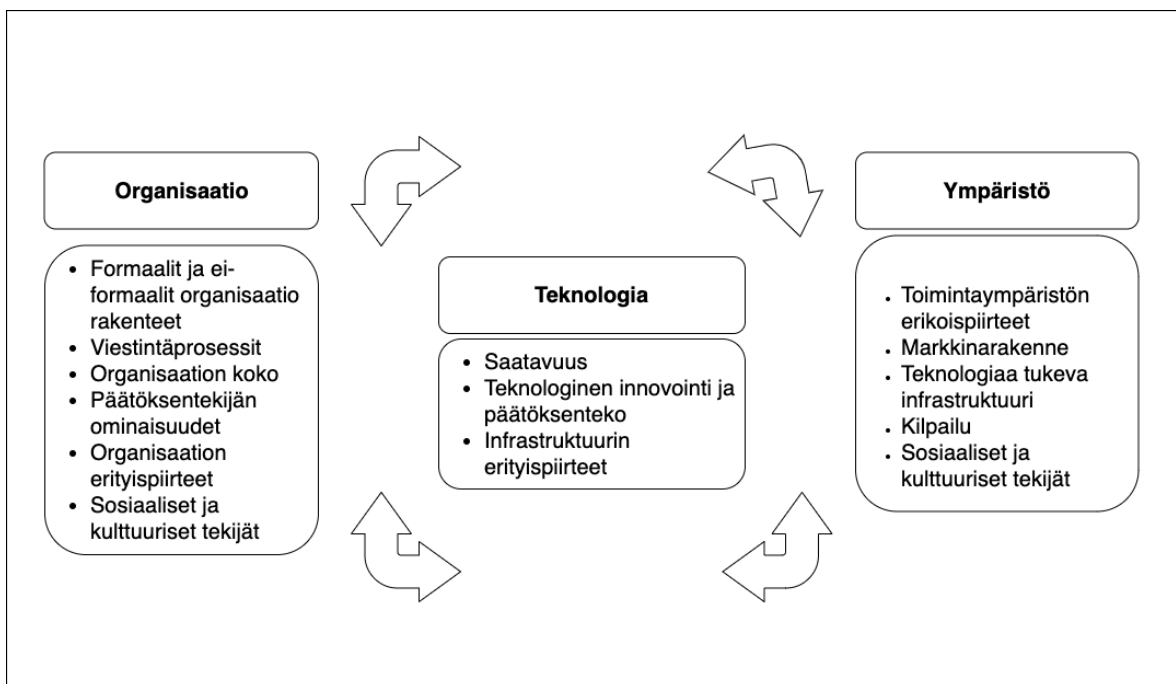 Organisaatio
• Formaalit ja ei-
formaalit organisaatio
rakenteet
• Viestintäprosessit
• Organisaation koko
• Päätöksentekijän
ominaisuudet
• Organisaation
erityispiirteet
• Sosiaaliset ja
kulttuuriset tekijät
Teknologia
• Saatavuus
• Teknologinen innovointi ja
päätöksenteko
• Infrastruktuurin
erityispiirteet
Ympäristö
• Toimintaympäristön
erikoispiirteet
• Markkinarakenne
• Teknologiaa tukeva
infrastruktuuri
• Kilpailu
• Sosiaaliset ja
kulttuuriset tekijät